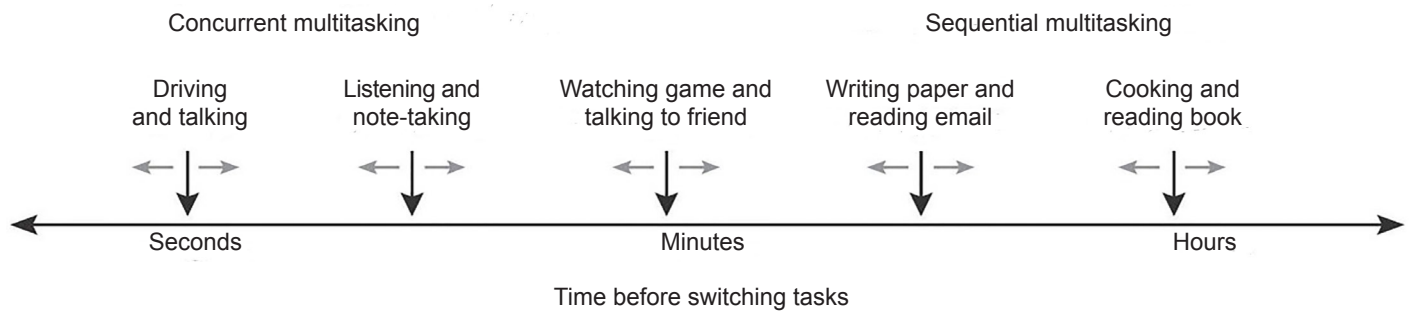 Concurrent multitasking
Sequential multitasking
Driving
and talking
Listening and
note-taking
Watching game and
talking to friend
Writing paper and
reading email
Cooking and
reading book
Seconds
Minutes
Hours
Time before switching tasks